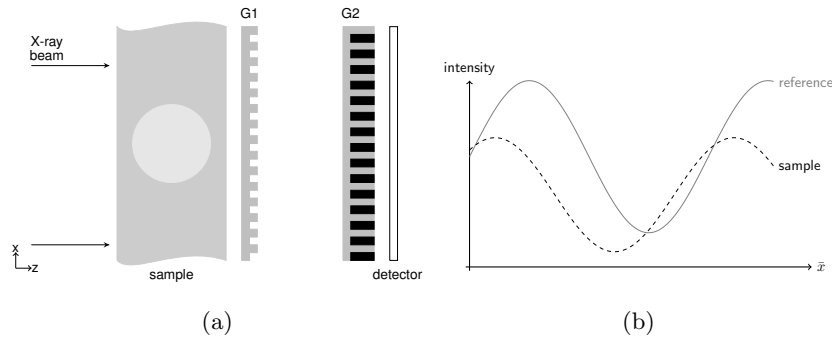 G1
G2
X-ray
beam
x
z
sample
detector
(a)
intensity
reference
sample
x̄
(b)